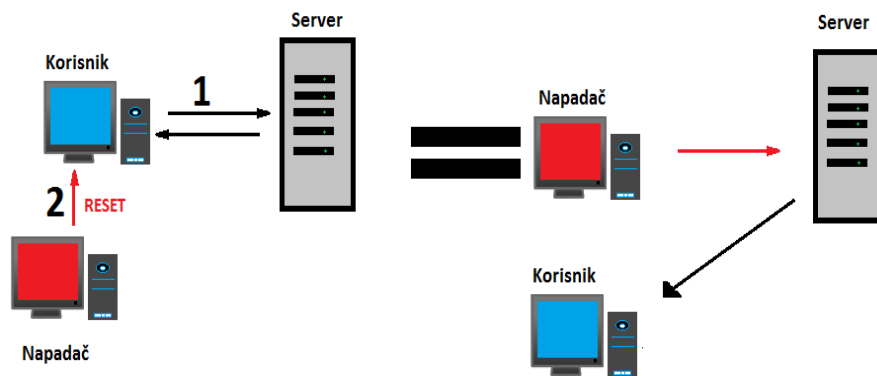 Server
Korisnik
1
2
RESET
Napadač
Server
Napadač
Korisnik